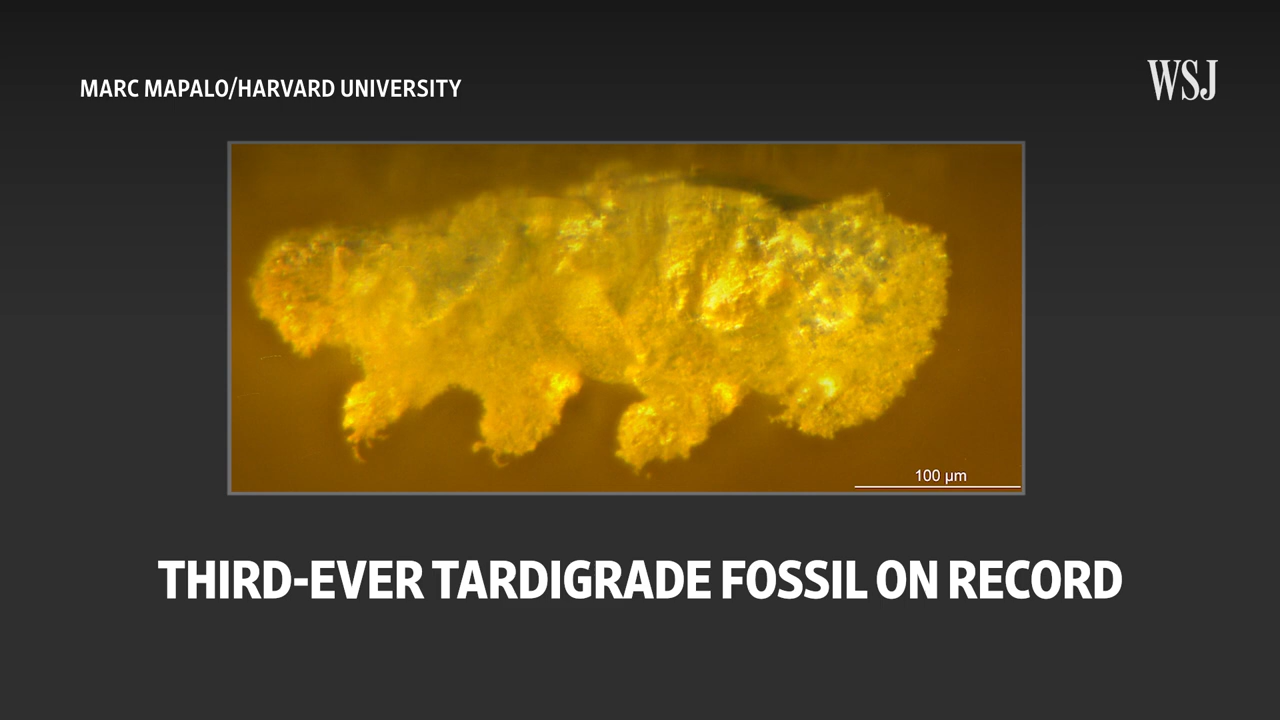 MARC MAPALO/HARVARD UNIVERSITY
WSJ
100 µm
THIRD-EVER TARDIGRADE FOSSIL ON RECORD